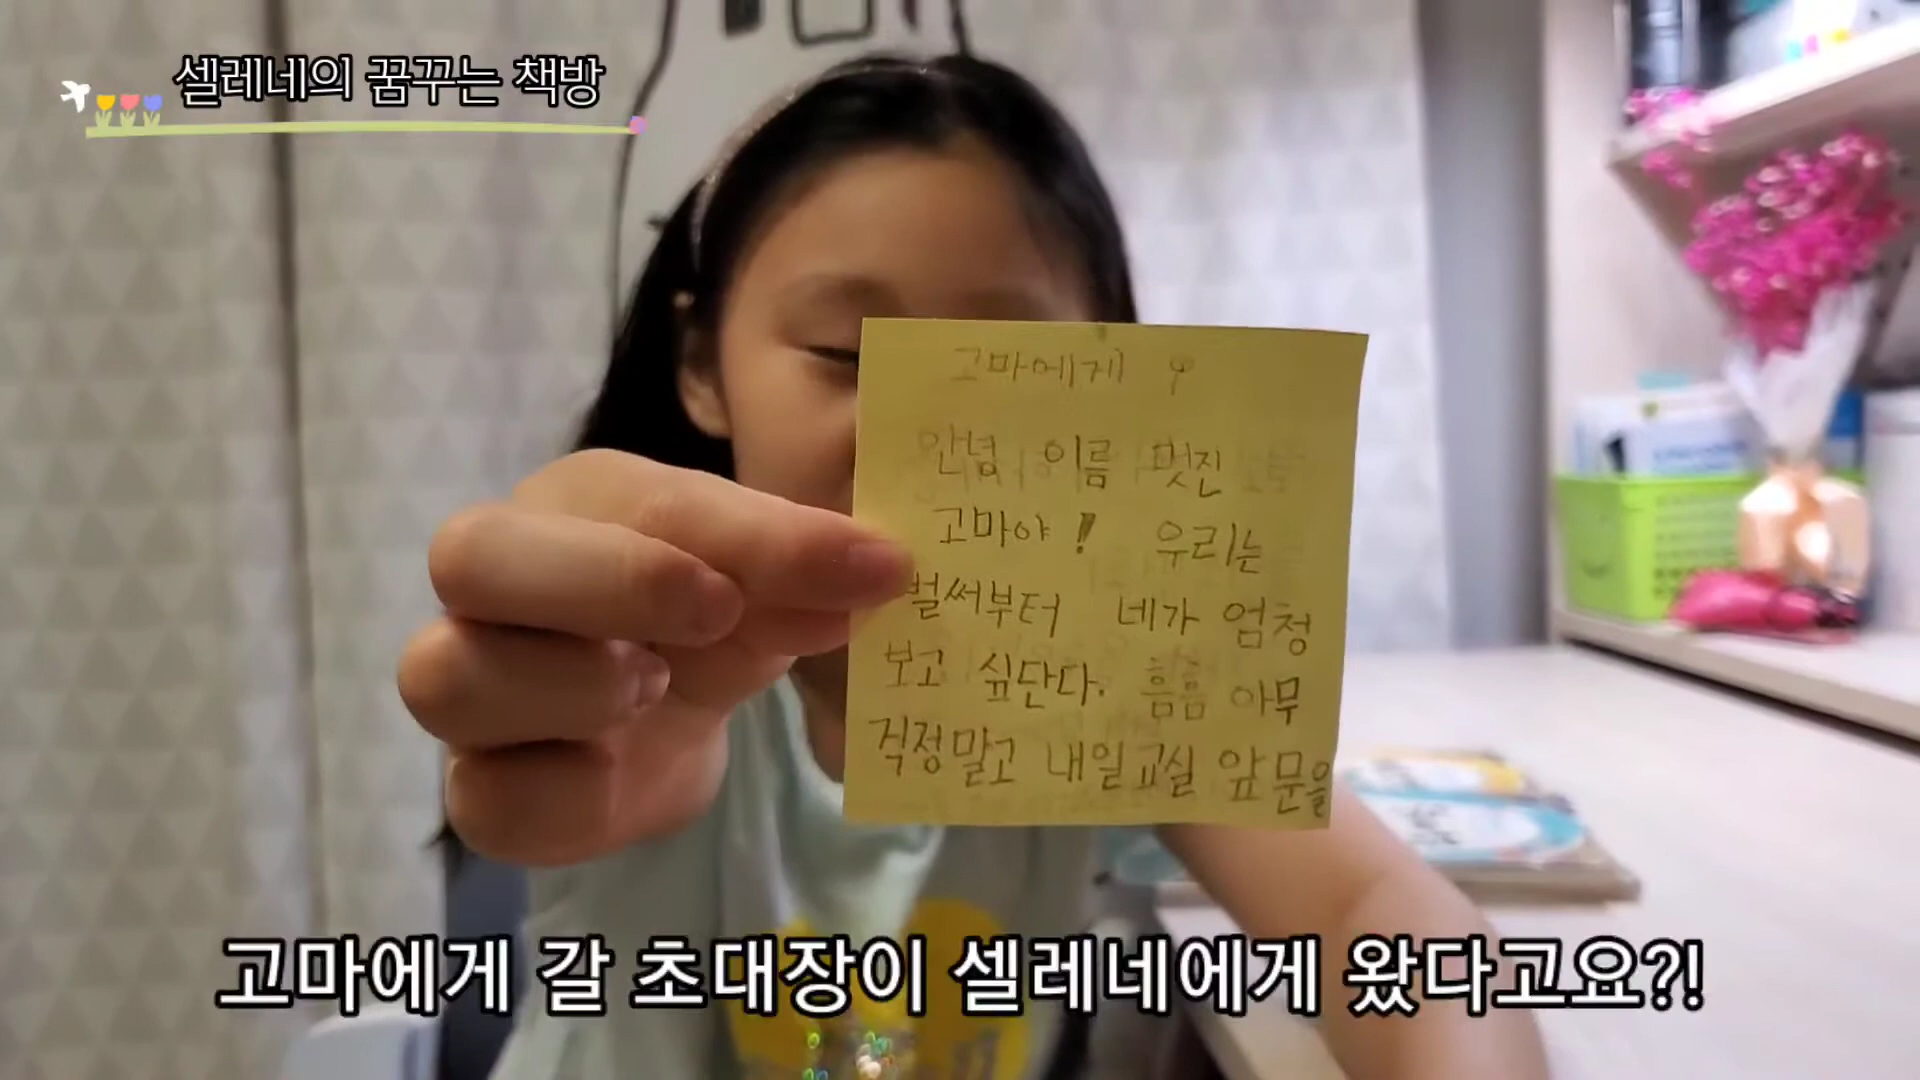 셀레네의 꿈꾸는 책방
고마에게
안녕 이름 멋진
고마야! 우리는
벌써부터 네가 엄청
보고 싶단다. 흠흠 아무
걱정말고 내일 교실 앞문을
고마에게 갈 초대장이 셀레네에게 왔다고요?!